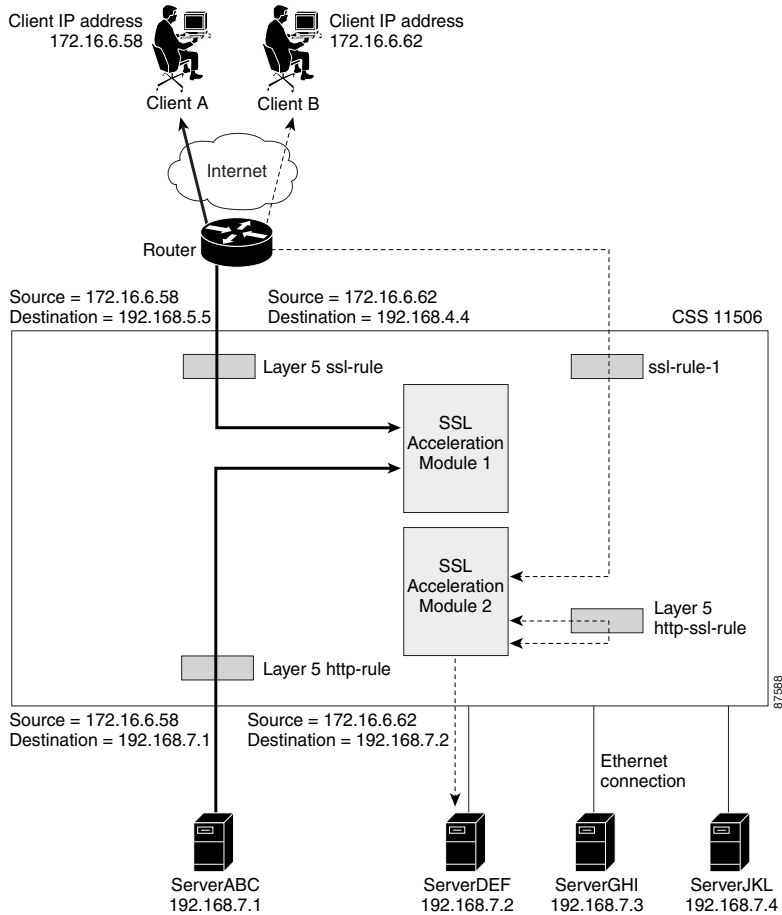 Client IP address
172.16.6.58
Client IP address
172.16.6.62
Client A
Client B
Internet
Router
Source = 172.16.6.58
Destination = 192.168.5.5
Source = 172.16.6.62
Destination = 192.168.4.4
CSS 11506
Layer 5 ssl-rule
ssl-rule-1
SSL
Acceleration
Module 1
SSL
Acceleration
Module 2
Layer 5
http-ssl-rule
Layer 5 http-rule
87588
Source = 172.16.6.58
Destination = 192.168.7.1
Source = 172.16.6.62
Destination = 192.168.7.2
Ethernet
connection
ServerABC
192.168.7.1
ServerDEF
192.168.7.2
ServerGHI
192.168.7.3
ServerJKL
192.168.7.4